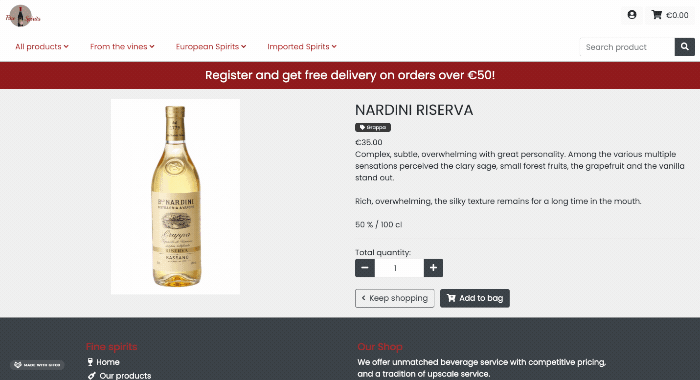 Fine Spirits
€0.00
All products
From the vines
European Spirits
Imported Spirits
Search product
Register and get free delivery on orders over €50!
NARDINI RISERVA
Grappa
€35.00
Complex, subtle, overwhelming with great personality. Among the various multiple
sensations perceived the clary sage, small forest fruits, the grapefruit and the vanilla
stand out.
Rich, overwhelming, the silky texture remains for a long time in the mouth.
50 % / 100 cl
Total quantity:
1
Keep shopping
Add to bag
NARDINI
Grappa
RISERVA
BASSANO
Fine spirits
Home
Our products
Our Shop
We offer unmatched beverage service with competitive pricing,
and a tradition of upscale service.
MADE WITH GIFOX